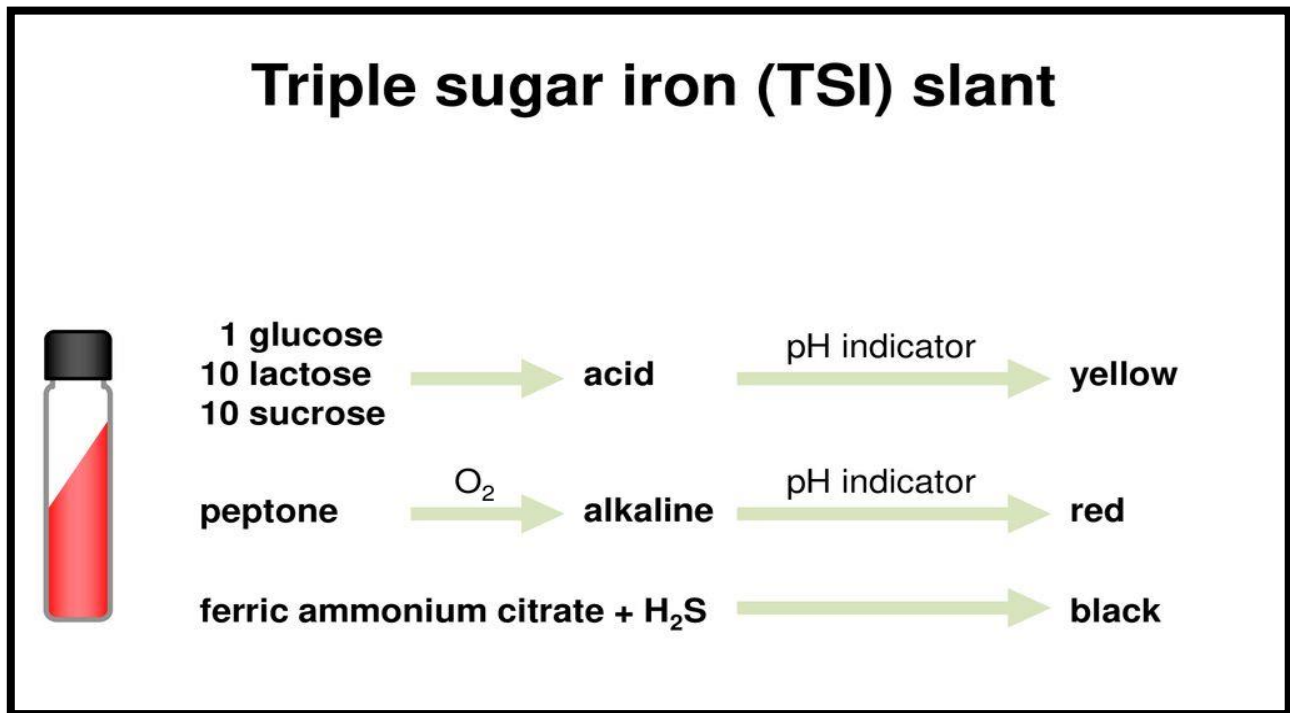 Triple sugar iron (TSI) slant
1 glucose
10 lactose
10 sucrose
acid
pH indicator
yellow
peptone
O₂
alkaline
pH indicator
red
ferric ammonium citrate + H₂S
black